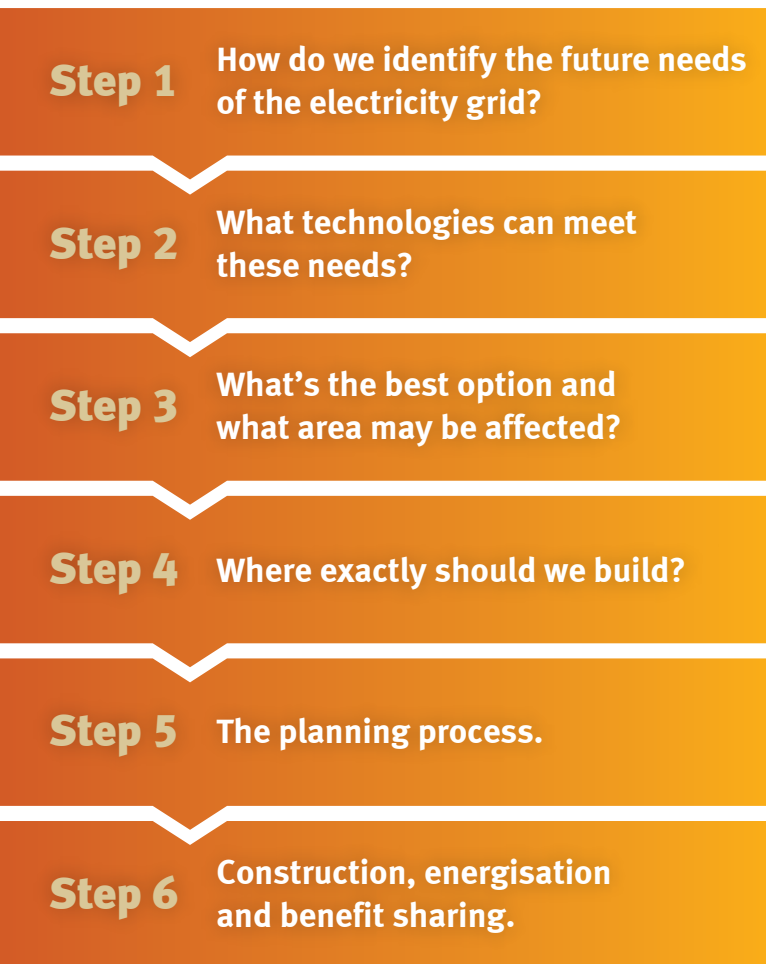 Step 1
How do we identify the future needs
of the electricity grid?
Step 2
What technologies can meet
these needs?
Step 3
What’s the best option and
what area may be affected?
Step 4
Where exactly should we build?
Step 5
The planning process.
Step 6
Construction, energisation
and benefit sharing.